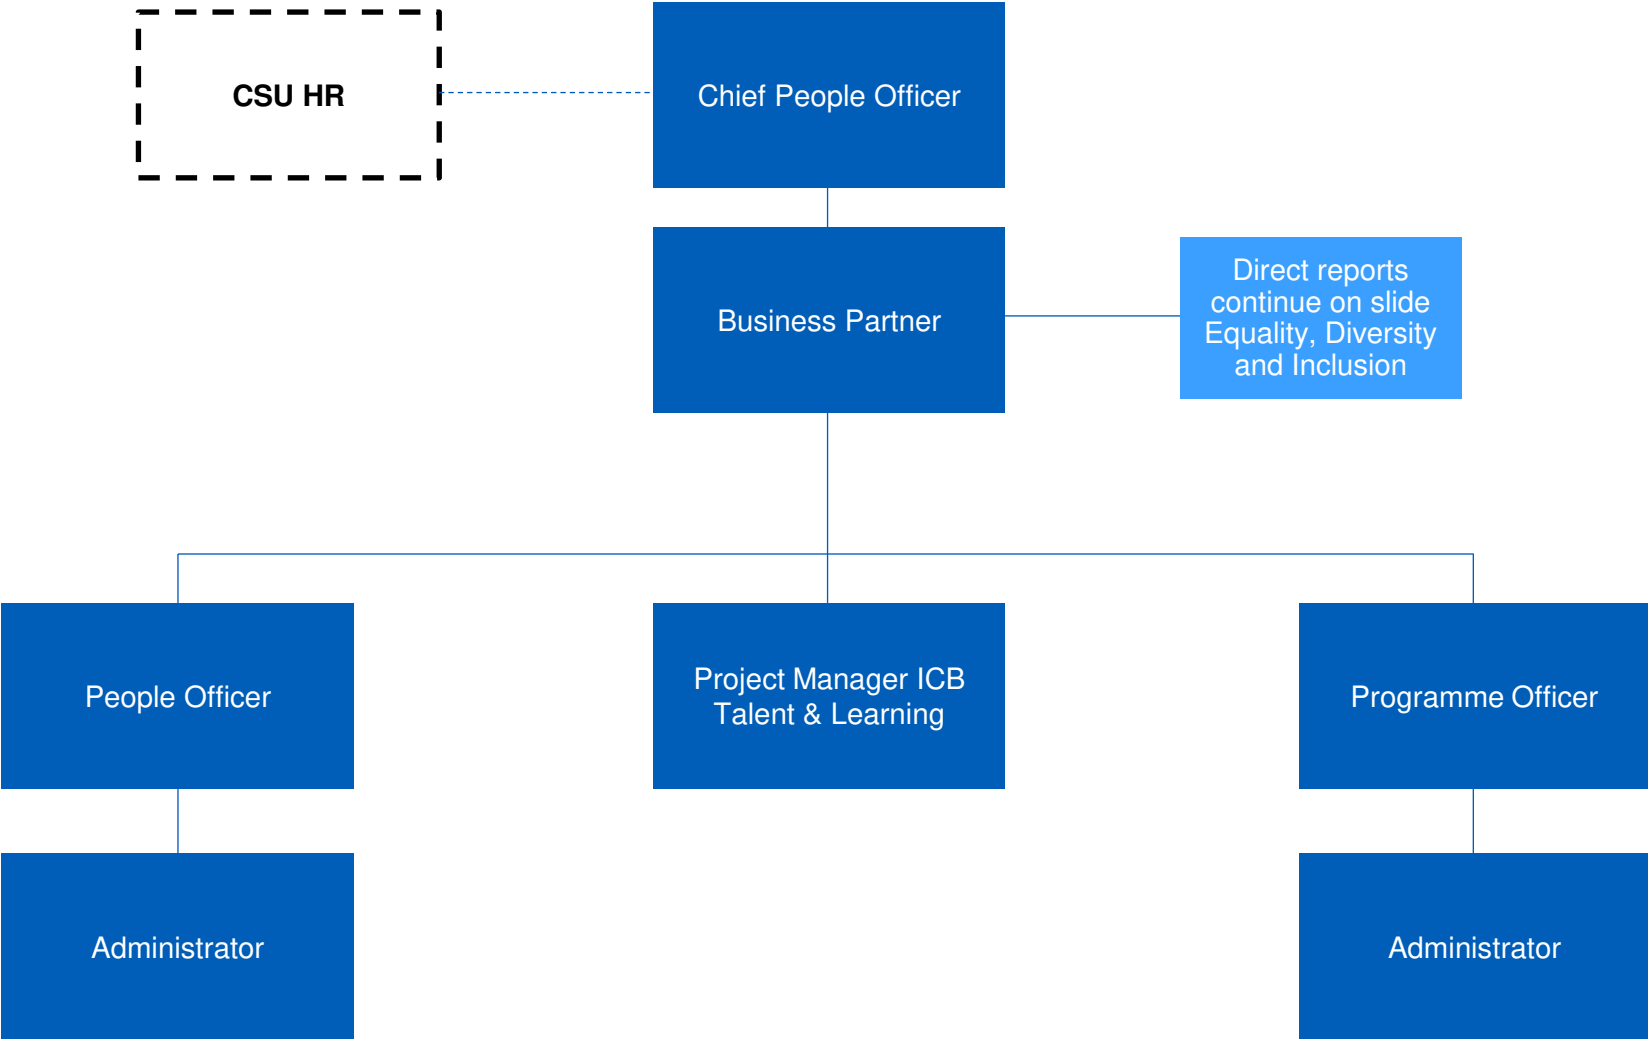 CSU HR
Chief People Officer
Business Partner
Direct reports
continue on slide
Equality, Diversity
and Inclusion
People Officer
Project Manager ICB
Talent & Learning
Programme Officer
Administrator
Administrator